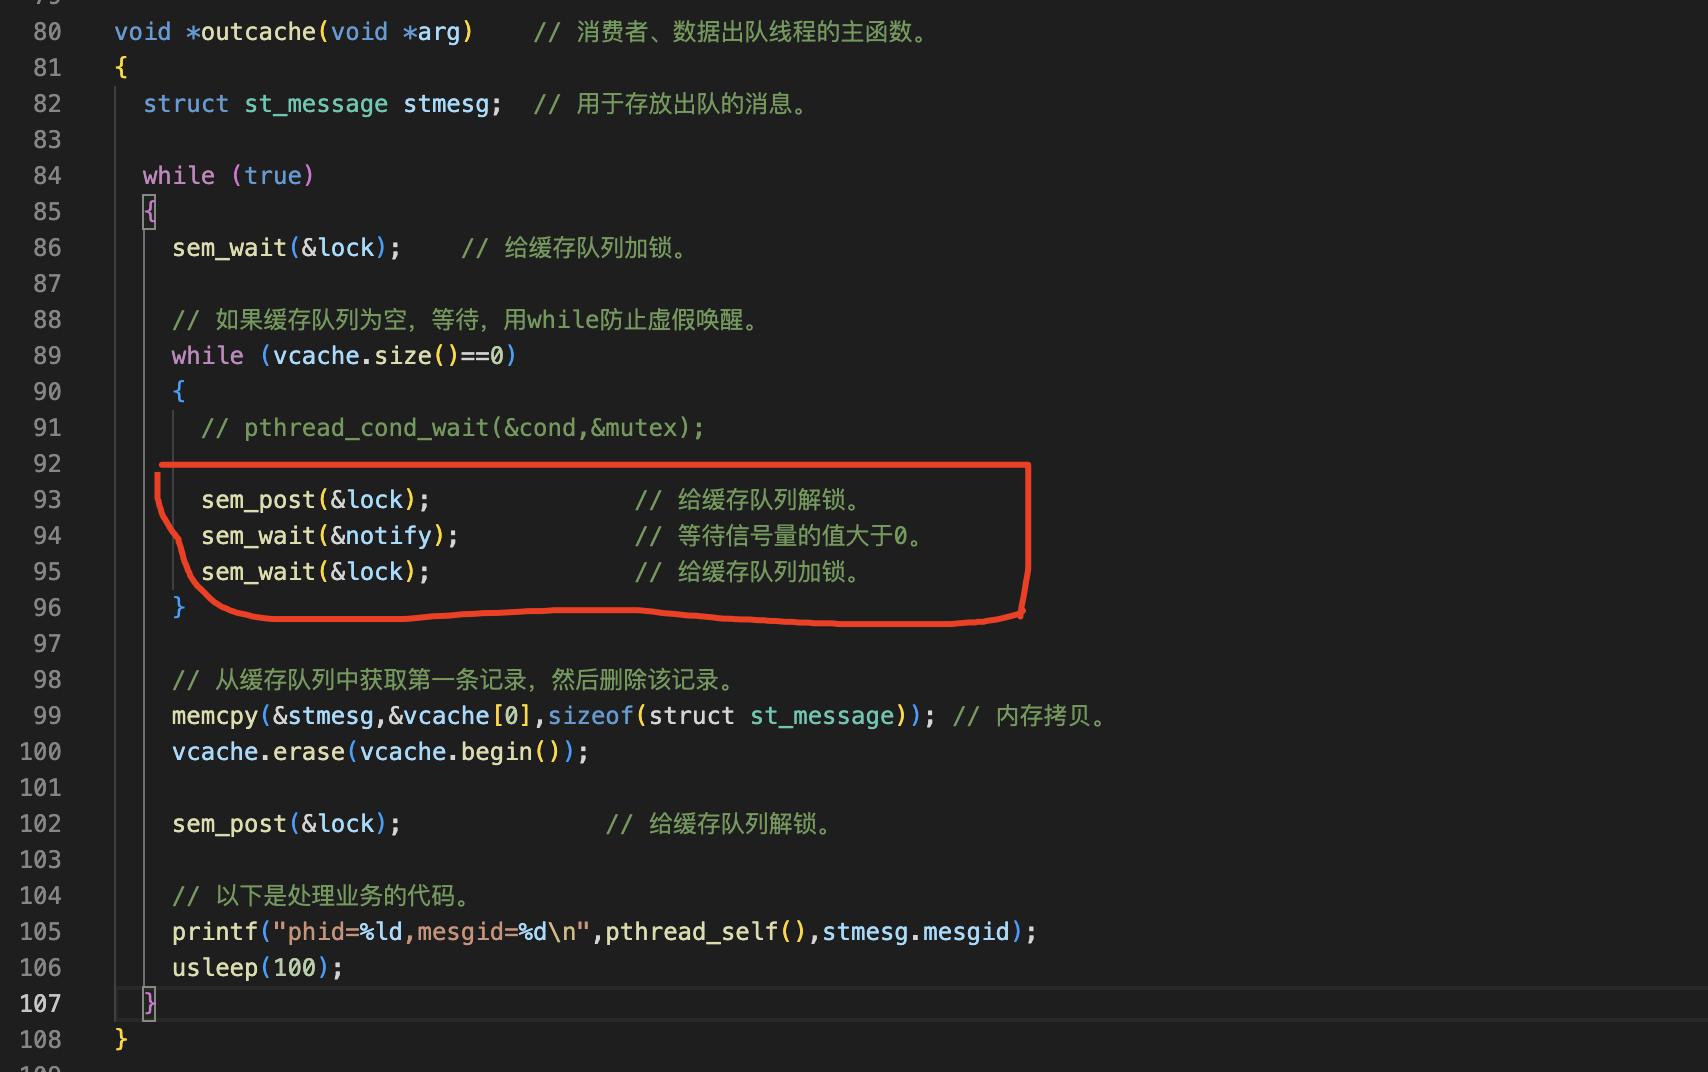 80 void *outcache(void *arg)    // 消费者、数据出队线程的主函数。
81 {
82   struct st_message stmesg;  // 用于存放出队的消息。
83
84   while (true)
85   {
86     sem_wait(&lock);    // 给缓存队列加锁。
87
88     // 如果缓存队列为空，等待，用while防止虚假唤醒。
89     while (vcache.size()==0)
90     {
91       // pthread_cond_wait(&cond,&mutex);
92
93       sem_post(&lock);              // 给缓存队列解锁。
94       sem_wait(&notify);            // 等待信号量的值大于0。
95       sem_wait(&lock);              // 给缓存队列加锁。
96     }
97
98     // 从缓存队列中获取第一条记录，然后删除该记录。
99     memcpy(&stmesg,&vcache[0],sizeof(struct st_message)); // 内存拷贝。
100     vcache.erase(vcache.begin());
101
102     sem_post(&lock);              // 给缓存队列解锁。
103
104     // 以下是处理业务的代码。
105     printf("phid=%ld,mesgid=%d\n",pthread_self(),stmesg.mesgid);
106     usleep(100);
107   }
108 }